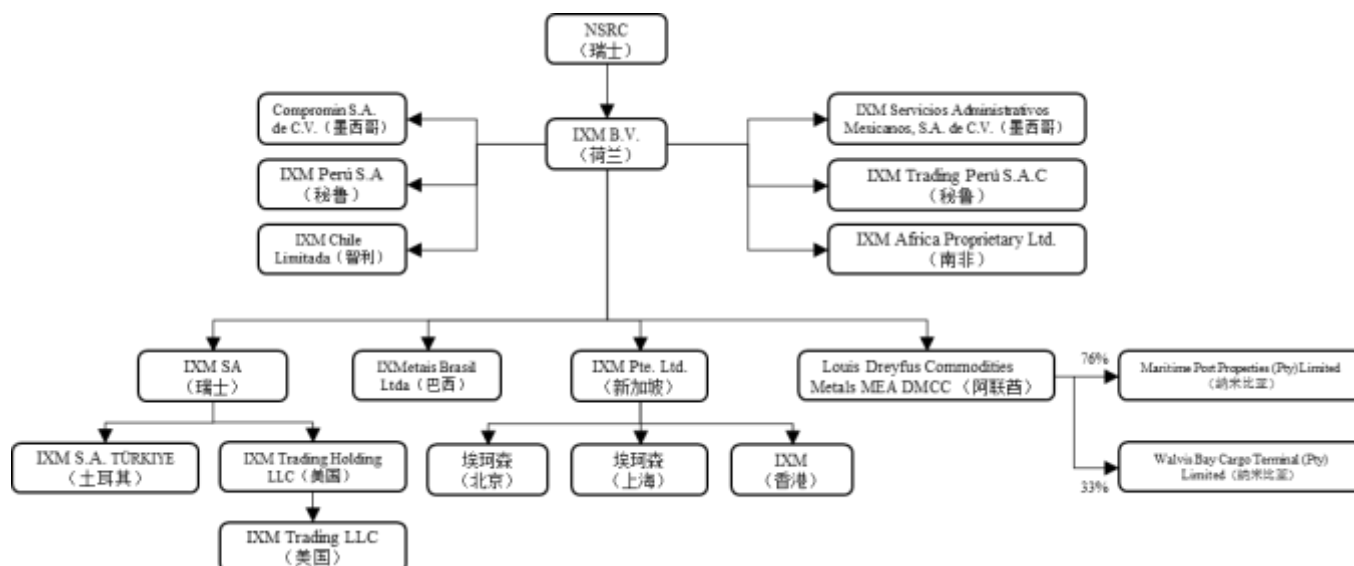 NSRC
（瑞士）
Compromin S.A.
de C.V.（墨西哥）
IXM B.V.
（荷兰）
IXM Servicios Administrativos
Mexicanos, S.A. de C.V.（墨西哥）
IXM Perú S.A
（秘鲁）
IXM Trading Perú S.A.C
（秘鲁）
IXM Chile
Limitada（智利）
IXM Africa Proprietary Ltd.
（南非）
IXM SA
（瑞士）
IXMetais Brasil
Ltda（巴西）
IXM Pte. Ltd.
（新加坡）
Louis Dreyfus Commodities
Metals MEA DMCC （阿联酋）
76%
Maritime Port Properties (Pty) Limited
（纳米比亚）
IXM S.A. TÜRKIYE
（土耳其）
IXM Trading Holding
LLC（美国）
埃珂森
（北京）
埃珂森
（上海）
IXM
（香港）
33%
Walvis Bay Cargo Terminal (Pty)
Limited（纳米比亚）
IXM Trading LLC
（美国）